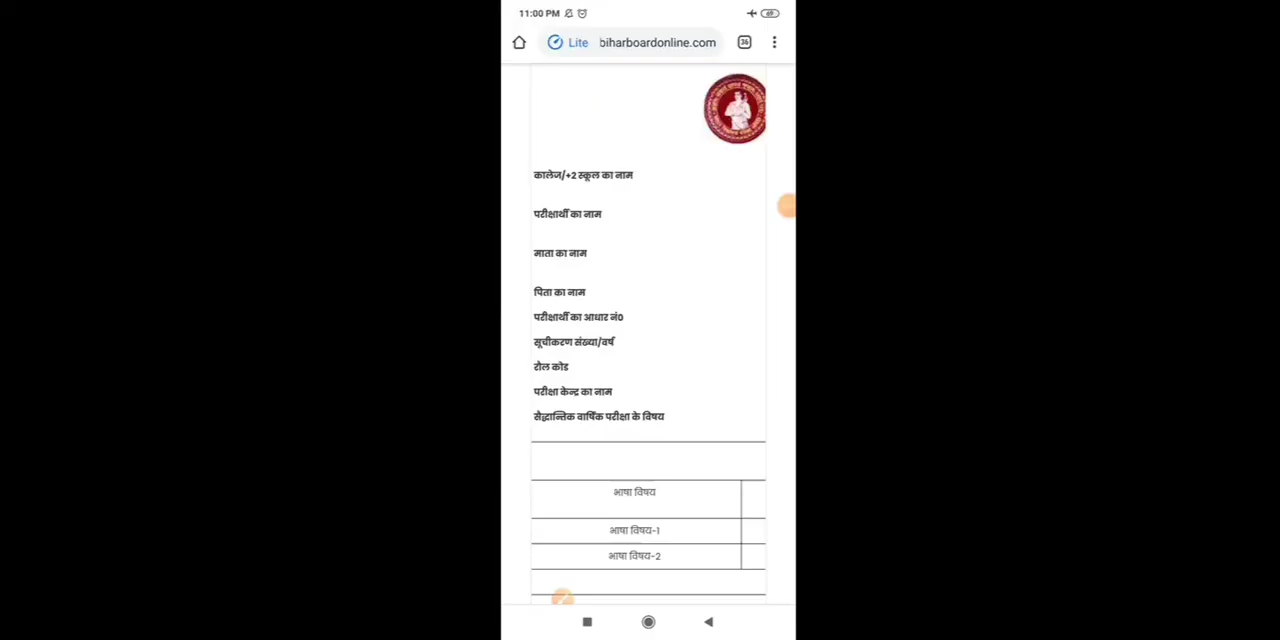 11:00 PM 69
Lite biharboardonline.com 36
कालेज/+2 स्कूल का नाम
परीक्षार्थी का नाम
माता का नाम
पिता का नाम
परीक्षार्थी का आधार नं0
सूचीकरण संख्या/वर्ष
रौल कोड
परीक्षा केन्द्र का नाम
सैद्धान्तिक वार्षिक परीक्षा के विषय
भाषा विषय
भाषा विषय-1
भाषा विषय-2